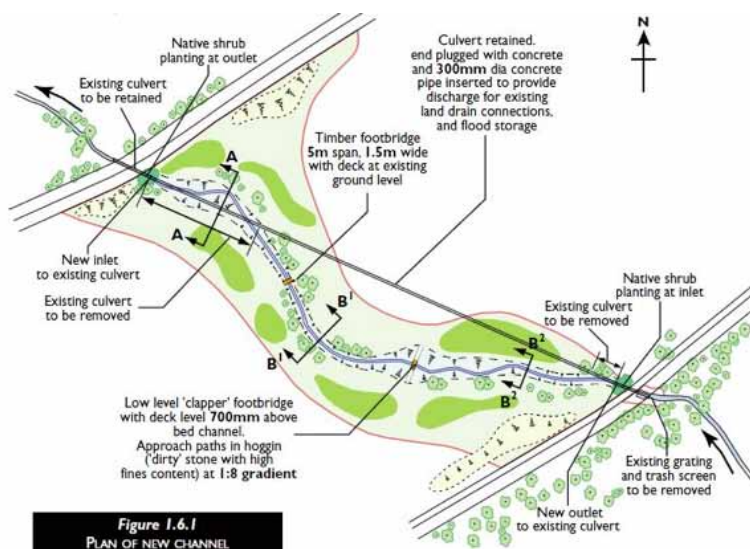 Native shrub
planting at outlet
Existing culvert
to be retained
Culvert retained.
end plugged with concrete
and 300mm dia concrete
pipe inserted to provide
discharge for existing
land drain connections,
and flood storage
N
Timber footbridge
5m span, 1.5m wide
with deck at existing
ground level
A
A
New inlet
to existing culvert
Existing culvert
to be removed
B¹
B¹
Native shrub
planting at inlet
Existing culvert
to be removed
B²
B²
Low level 'clapper' footbridge
with deck level 700mm above
bed channel.
Approach paths in hoggin
('dirty' stone with high
fines content) at 1:8 gradient
Existing grating
and trash screen
to be removed
New outlet
to existing culvert
Figure 1.6.1
PLAN OF NEW CHANNEL